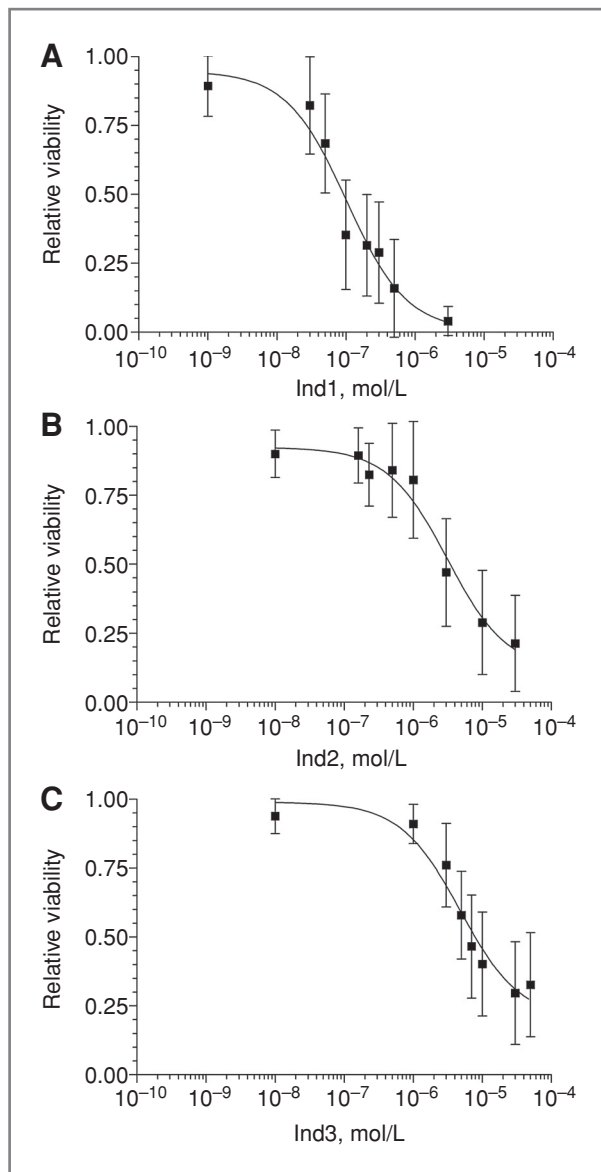 A
1.00
0.75
0.50
0.25
0.00
Relative viability
10⁻¹⁰ 10⁻⁹ 10⁻⁸ 10⁻⁷ 10⁻⁶ 10⁻⁵ 10⁻⁴
Ind1, mol/L
B
1.00
0.75
0.50
0.25
0.00
Relative viability
10⁻¹⁰ 10⁻⁹ 10⁻⁸ 10⁻⁷ 10⁻⁶ 10⁻⁵ 10⁻⁴
Ind2, mol/L
C
1.00
0.75
0.50
0.25
0.00
Relative viability
10⁻¹⁰ 10⁻⁹ 10⁻⁸ 10⁻⁷ 10⁻⁶ 10⁻⁵ 10⁻⁴
Ind3, mol/L